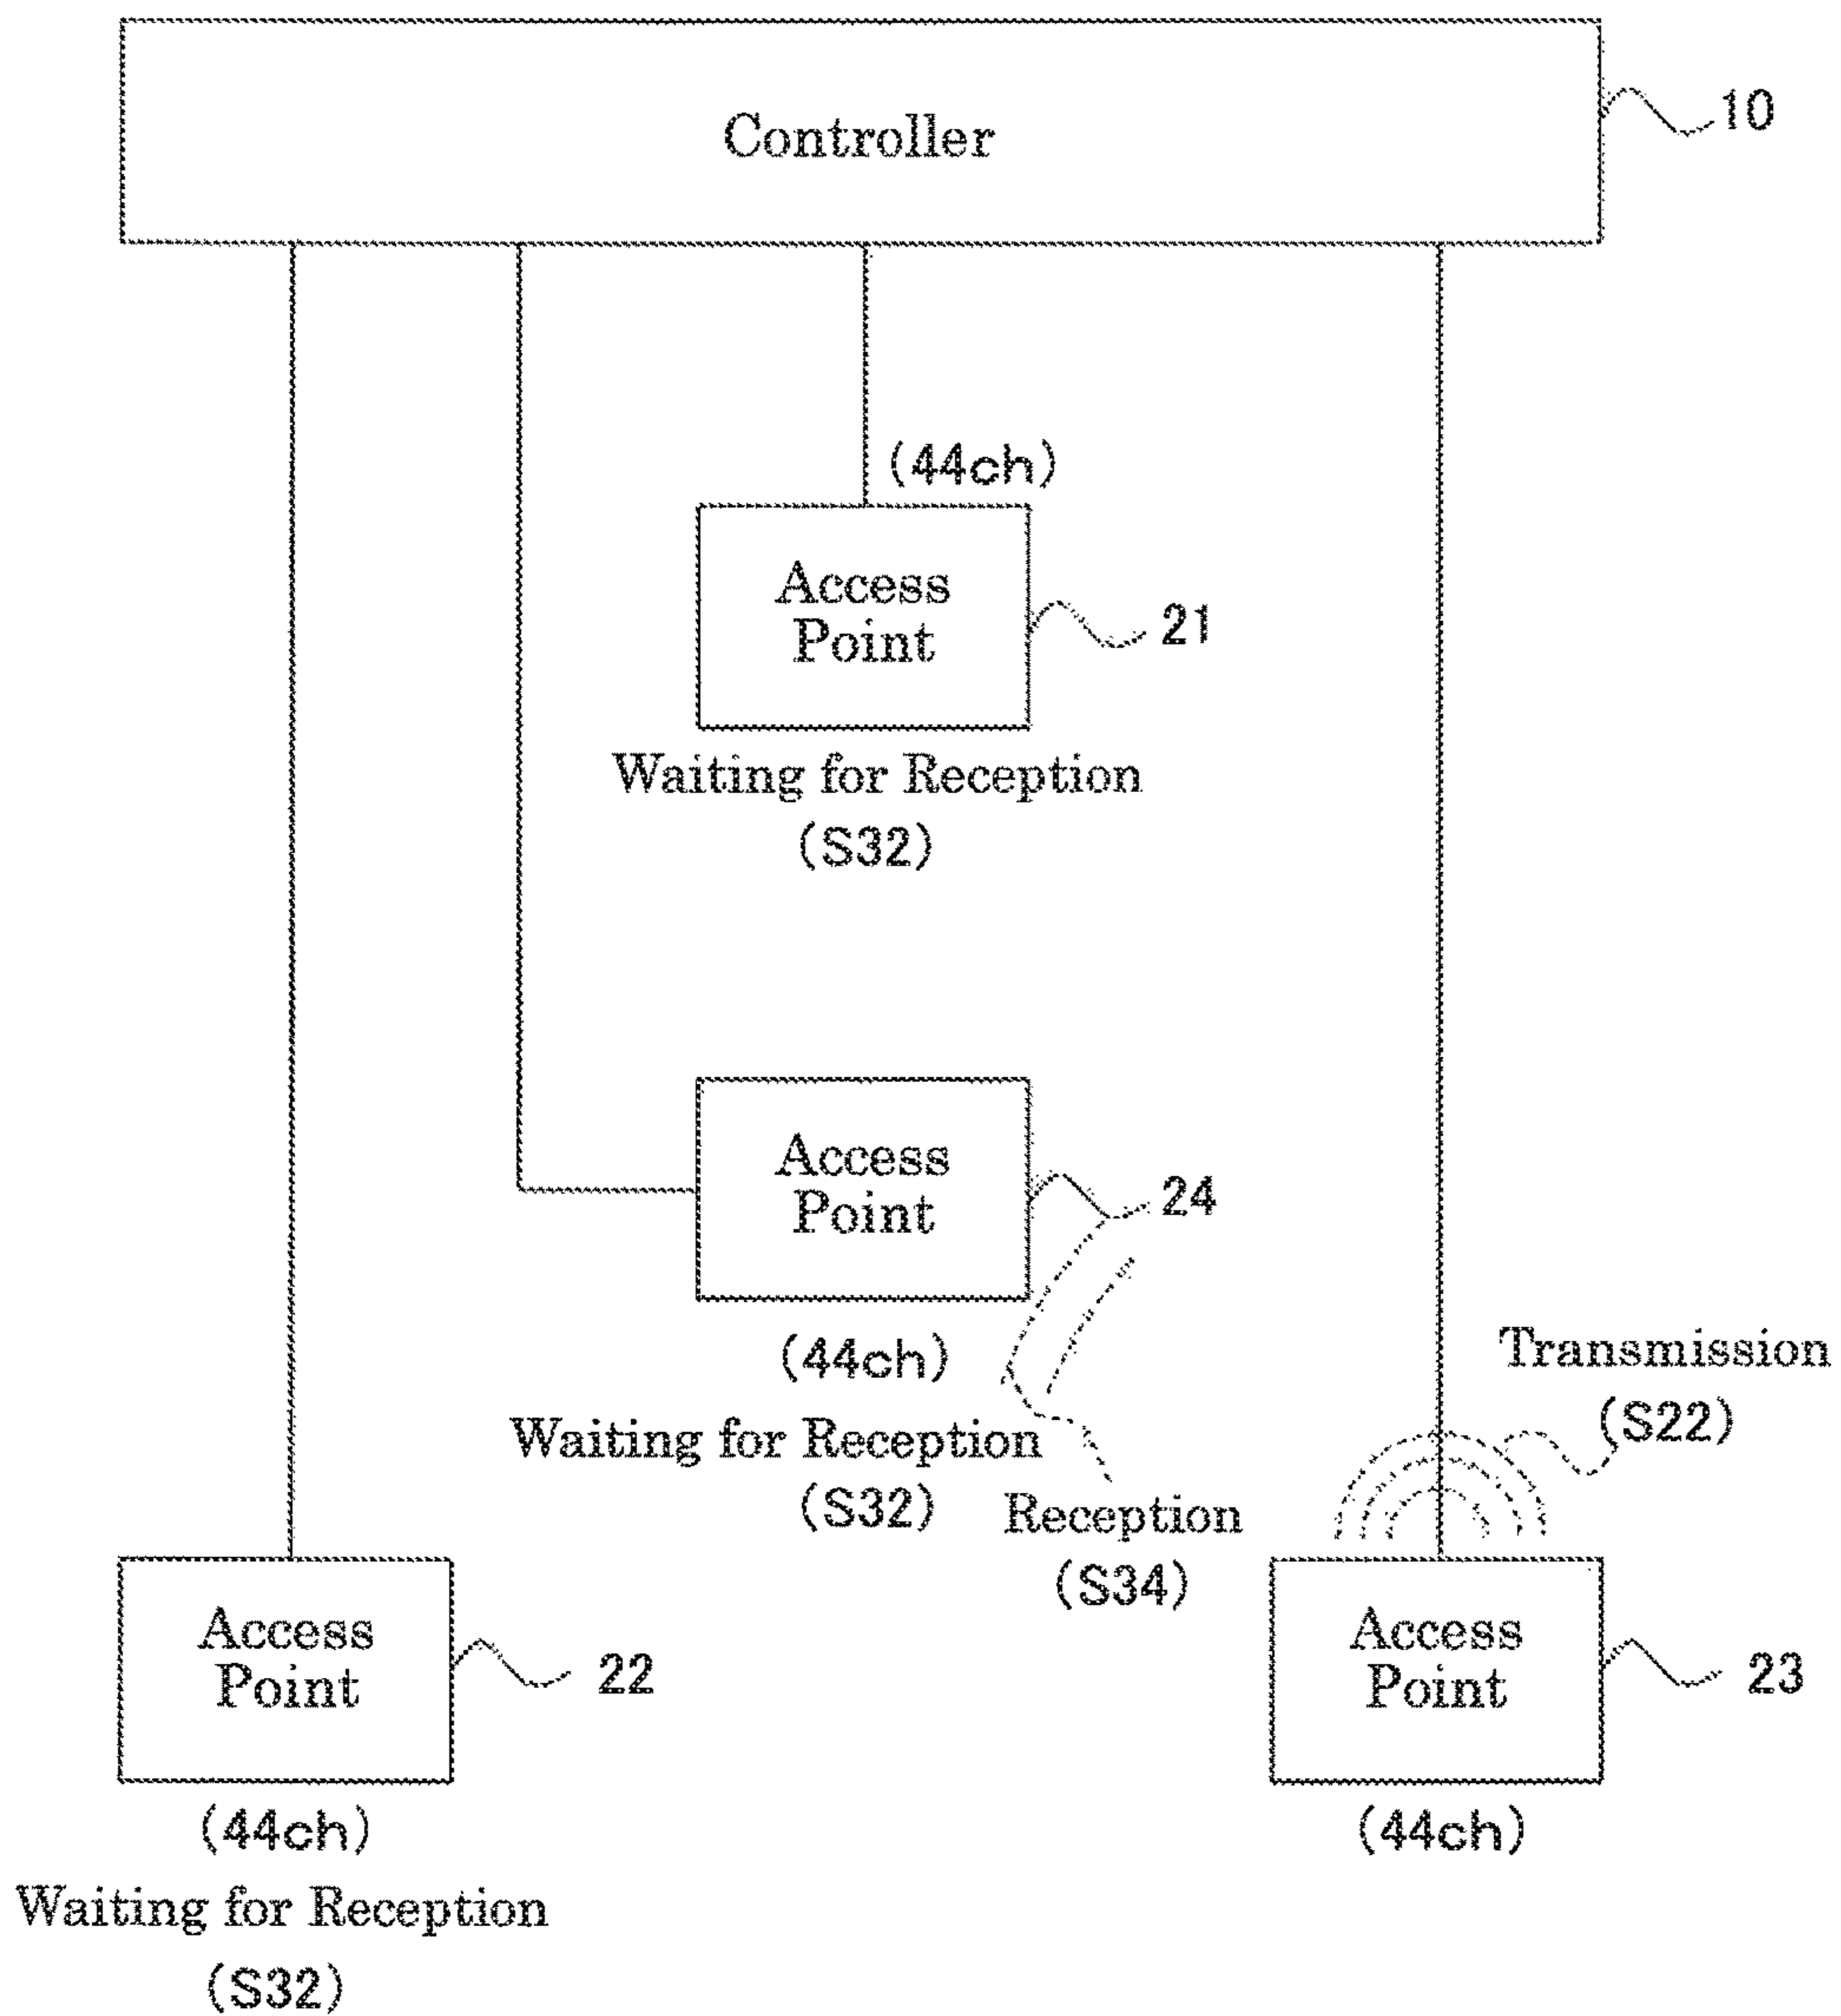 Controller
10
(44ch)
Access
Point
21
Waiting for Reception
(S32)
Access
Point
24
(44ch)
Waiting for Reception
(S32)
Reception
(S34)
Transmission
(S22)
Access
Point
22
(44ch)
Waiting for Reception
(S32)
Access
Point
23
(44ch)